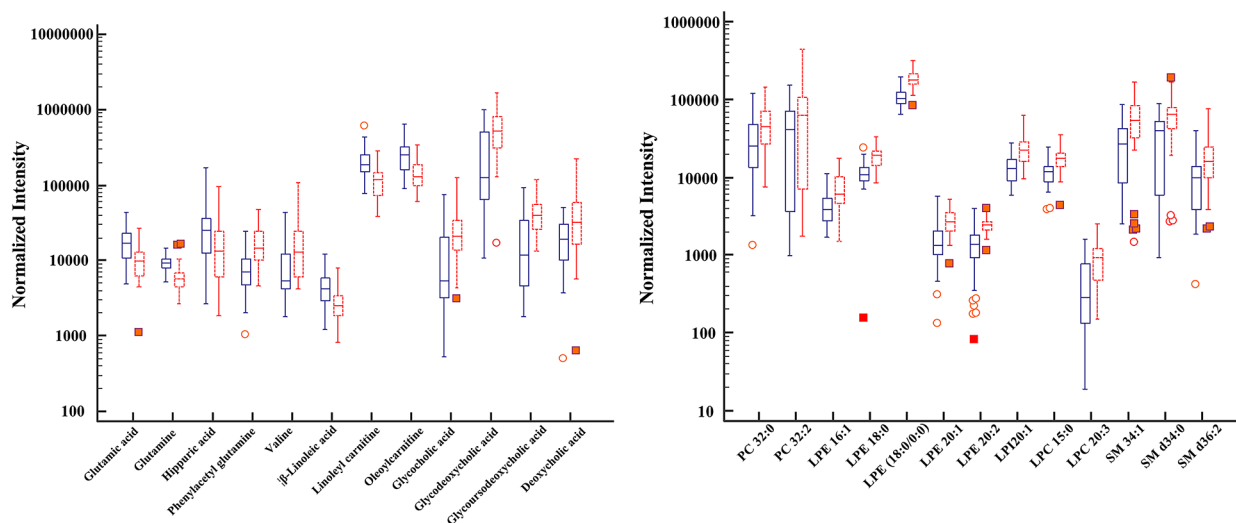 Normalized Intensity
10000000
1000000
100000
10000
1000
100
Glutamic acid
Glutamine
Hippuric acid
Phenylacetyl glutamine
Valine
|β-Linoleic acid
Linoleyl carnitine
Oleoylcarnitine
Glycocholic acid
Glycodeoxycholic acid
Glycoursodeoxycholic acid
Deoxycholic acid
Normalized Intensity
1000000
100000
10000
1000
100
10
PC 32:0
PC 32:2
LPE 16:1
LPE 18:0
LPE (18:0/0:0)
LPE 20:1
LPE 20:2
LPI20:1
LPC 15:0
LPC 20:3
SM 34:1
SM d34:0
SM d36:2